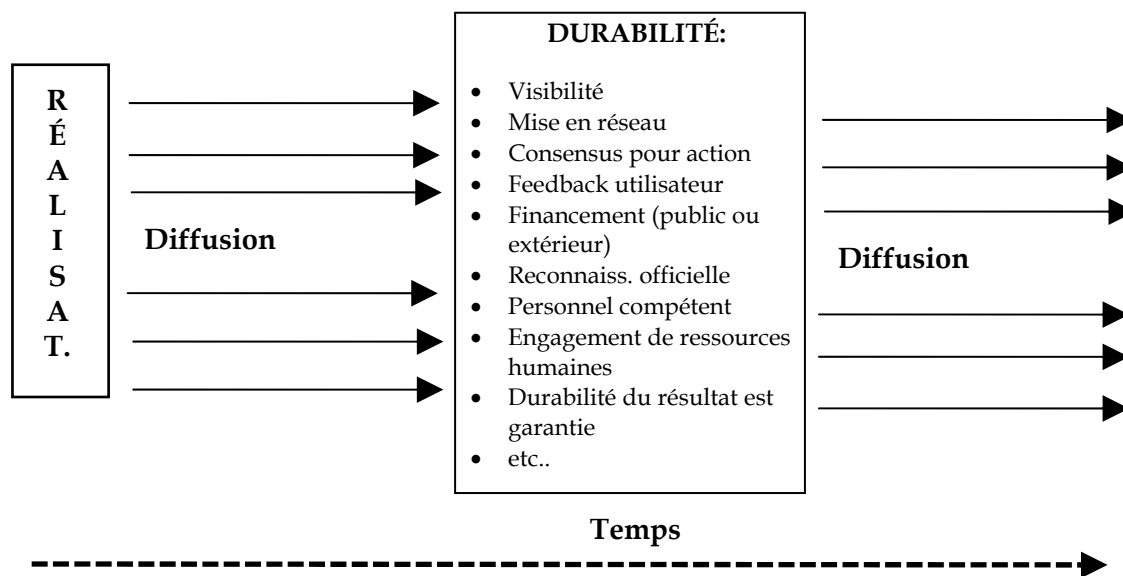 RÉALISAT.
Diffusion
DURABILITÉ:
• Visibilité
• Mise en réseau
• Consensus pour action
• Feedback utilisateur
• Financement (public ou
extérieur)
• Reconnaiss. officielle
• Personnel compétent
• Engagement de ressources
humaines
• Durabilité du résultat est
garantie
• etc..
Diffusion
Temps